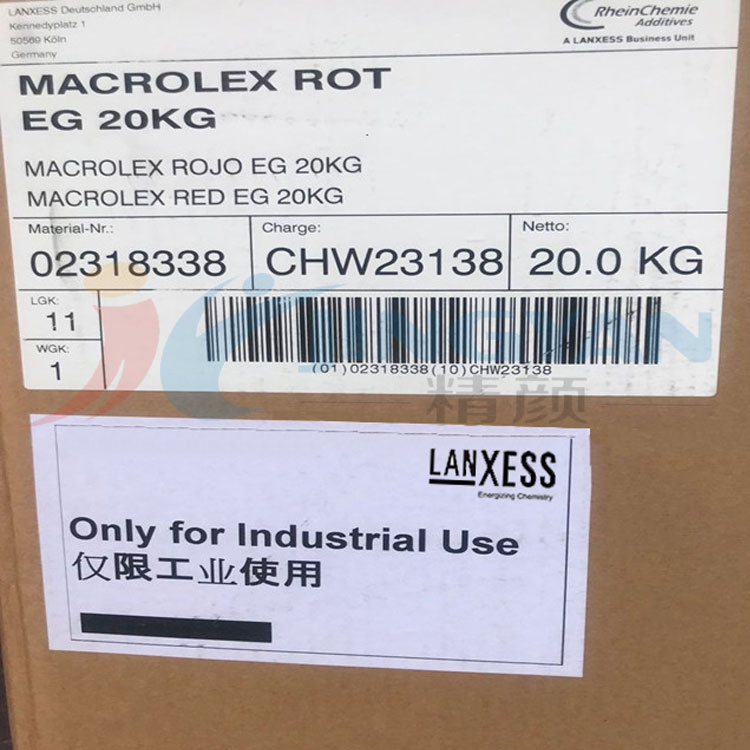 LANXESS Deutschland GmbH
Kennedyplatz 1
50569 Köln
Germany
RheinChemie
Additives
A LANXESS Business Unit
MACROLEX ROT
EG 20KG
MACROLEX ROJO EG 20KG
MACROLEX RED EG 20KG
Material-Nr.:
02318338
Charge:
CHW23138
Netto:
20.0 KG
LGK:
11
WGK:
1
(01)02318338(10)CHW23138
JINGYAN
精颜
LANXESS
Energizing Chemistry
Only for Industrial Use
仅限工业使用